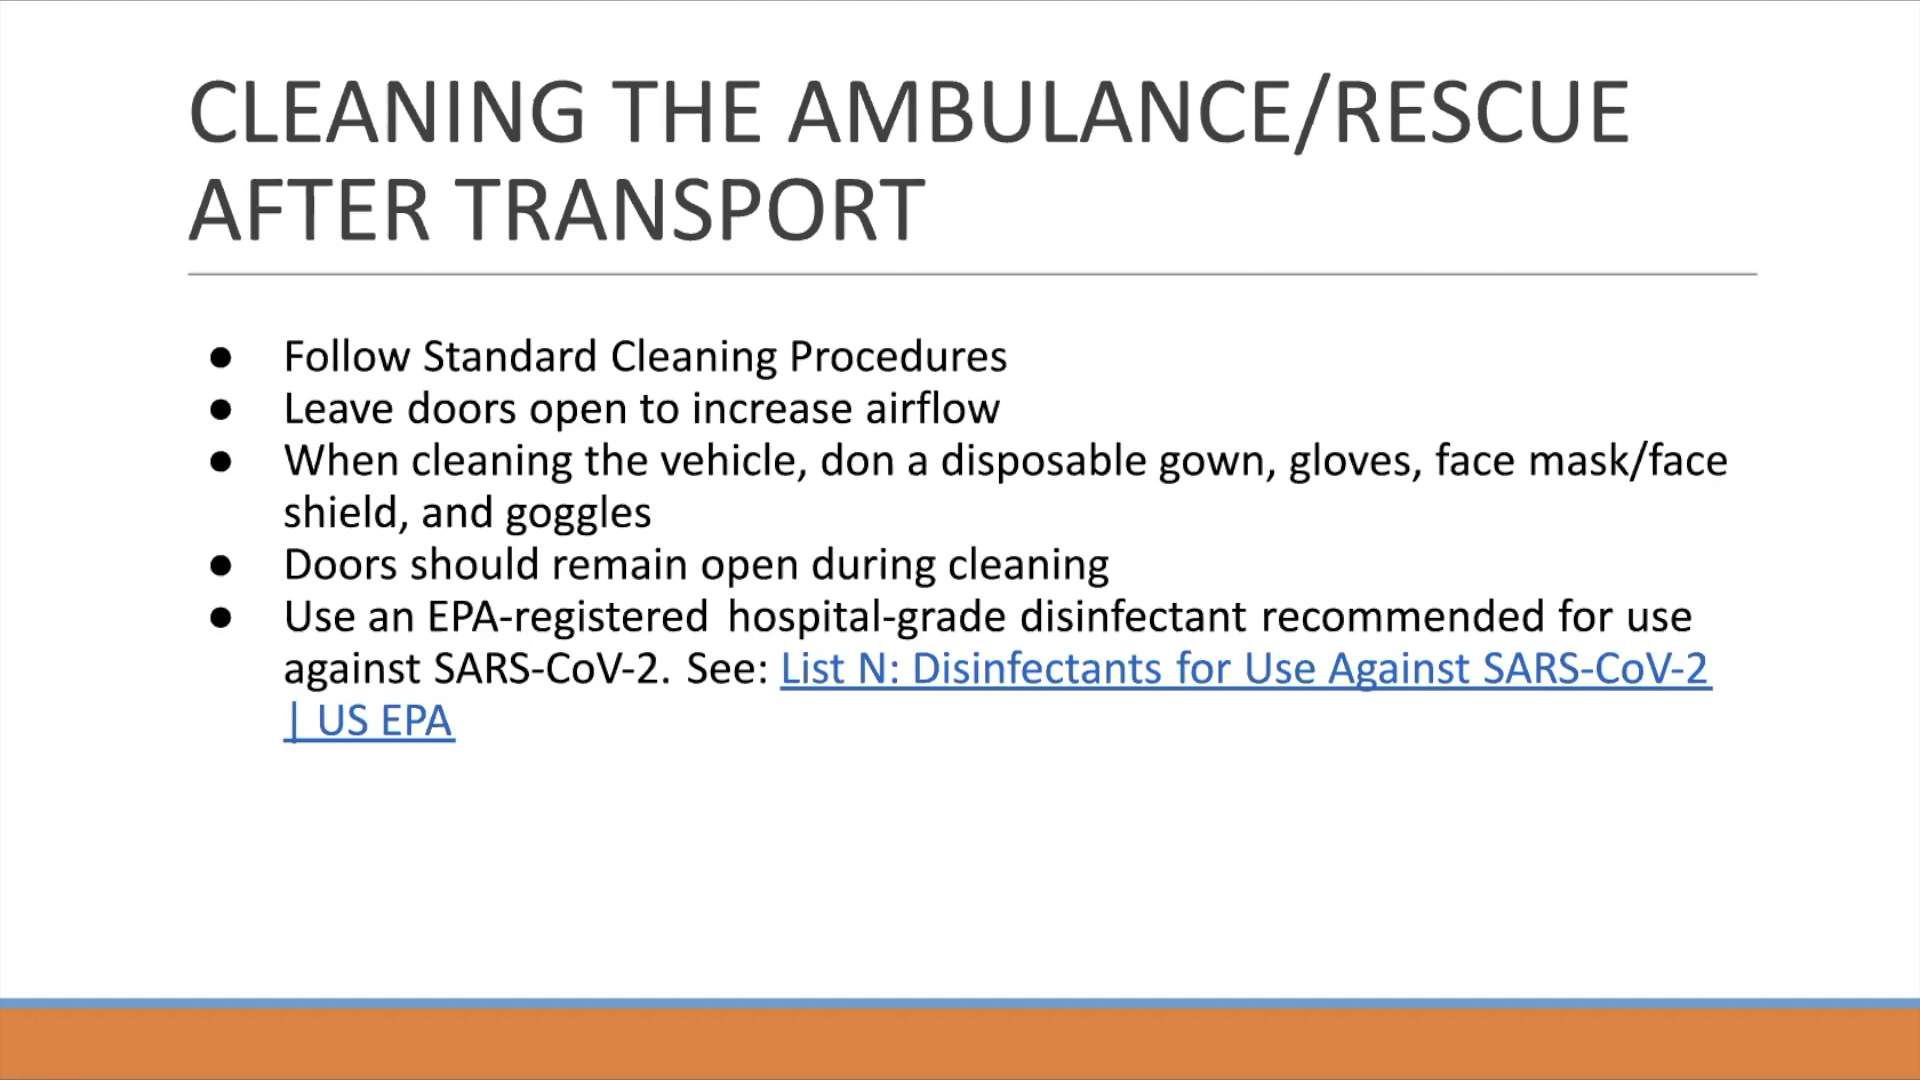 CLEANING THE AMBULANCE/RESCUE
AFTER TRANSPORT
● Follow Standard Cleaning Procedures
● Leave doors open to increase airflow
● When cleaning the vehicle, don a disposable gown, gloves, face mask/face
shield, and goggles
● Doors should remain open during cleaning
● Use an EPA-registered hospital-grade disinfectant recommended for use
against SARS-CoV-2. See: List N: Disinfectants for Use Against SARS-CoV-2
| US EPA